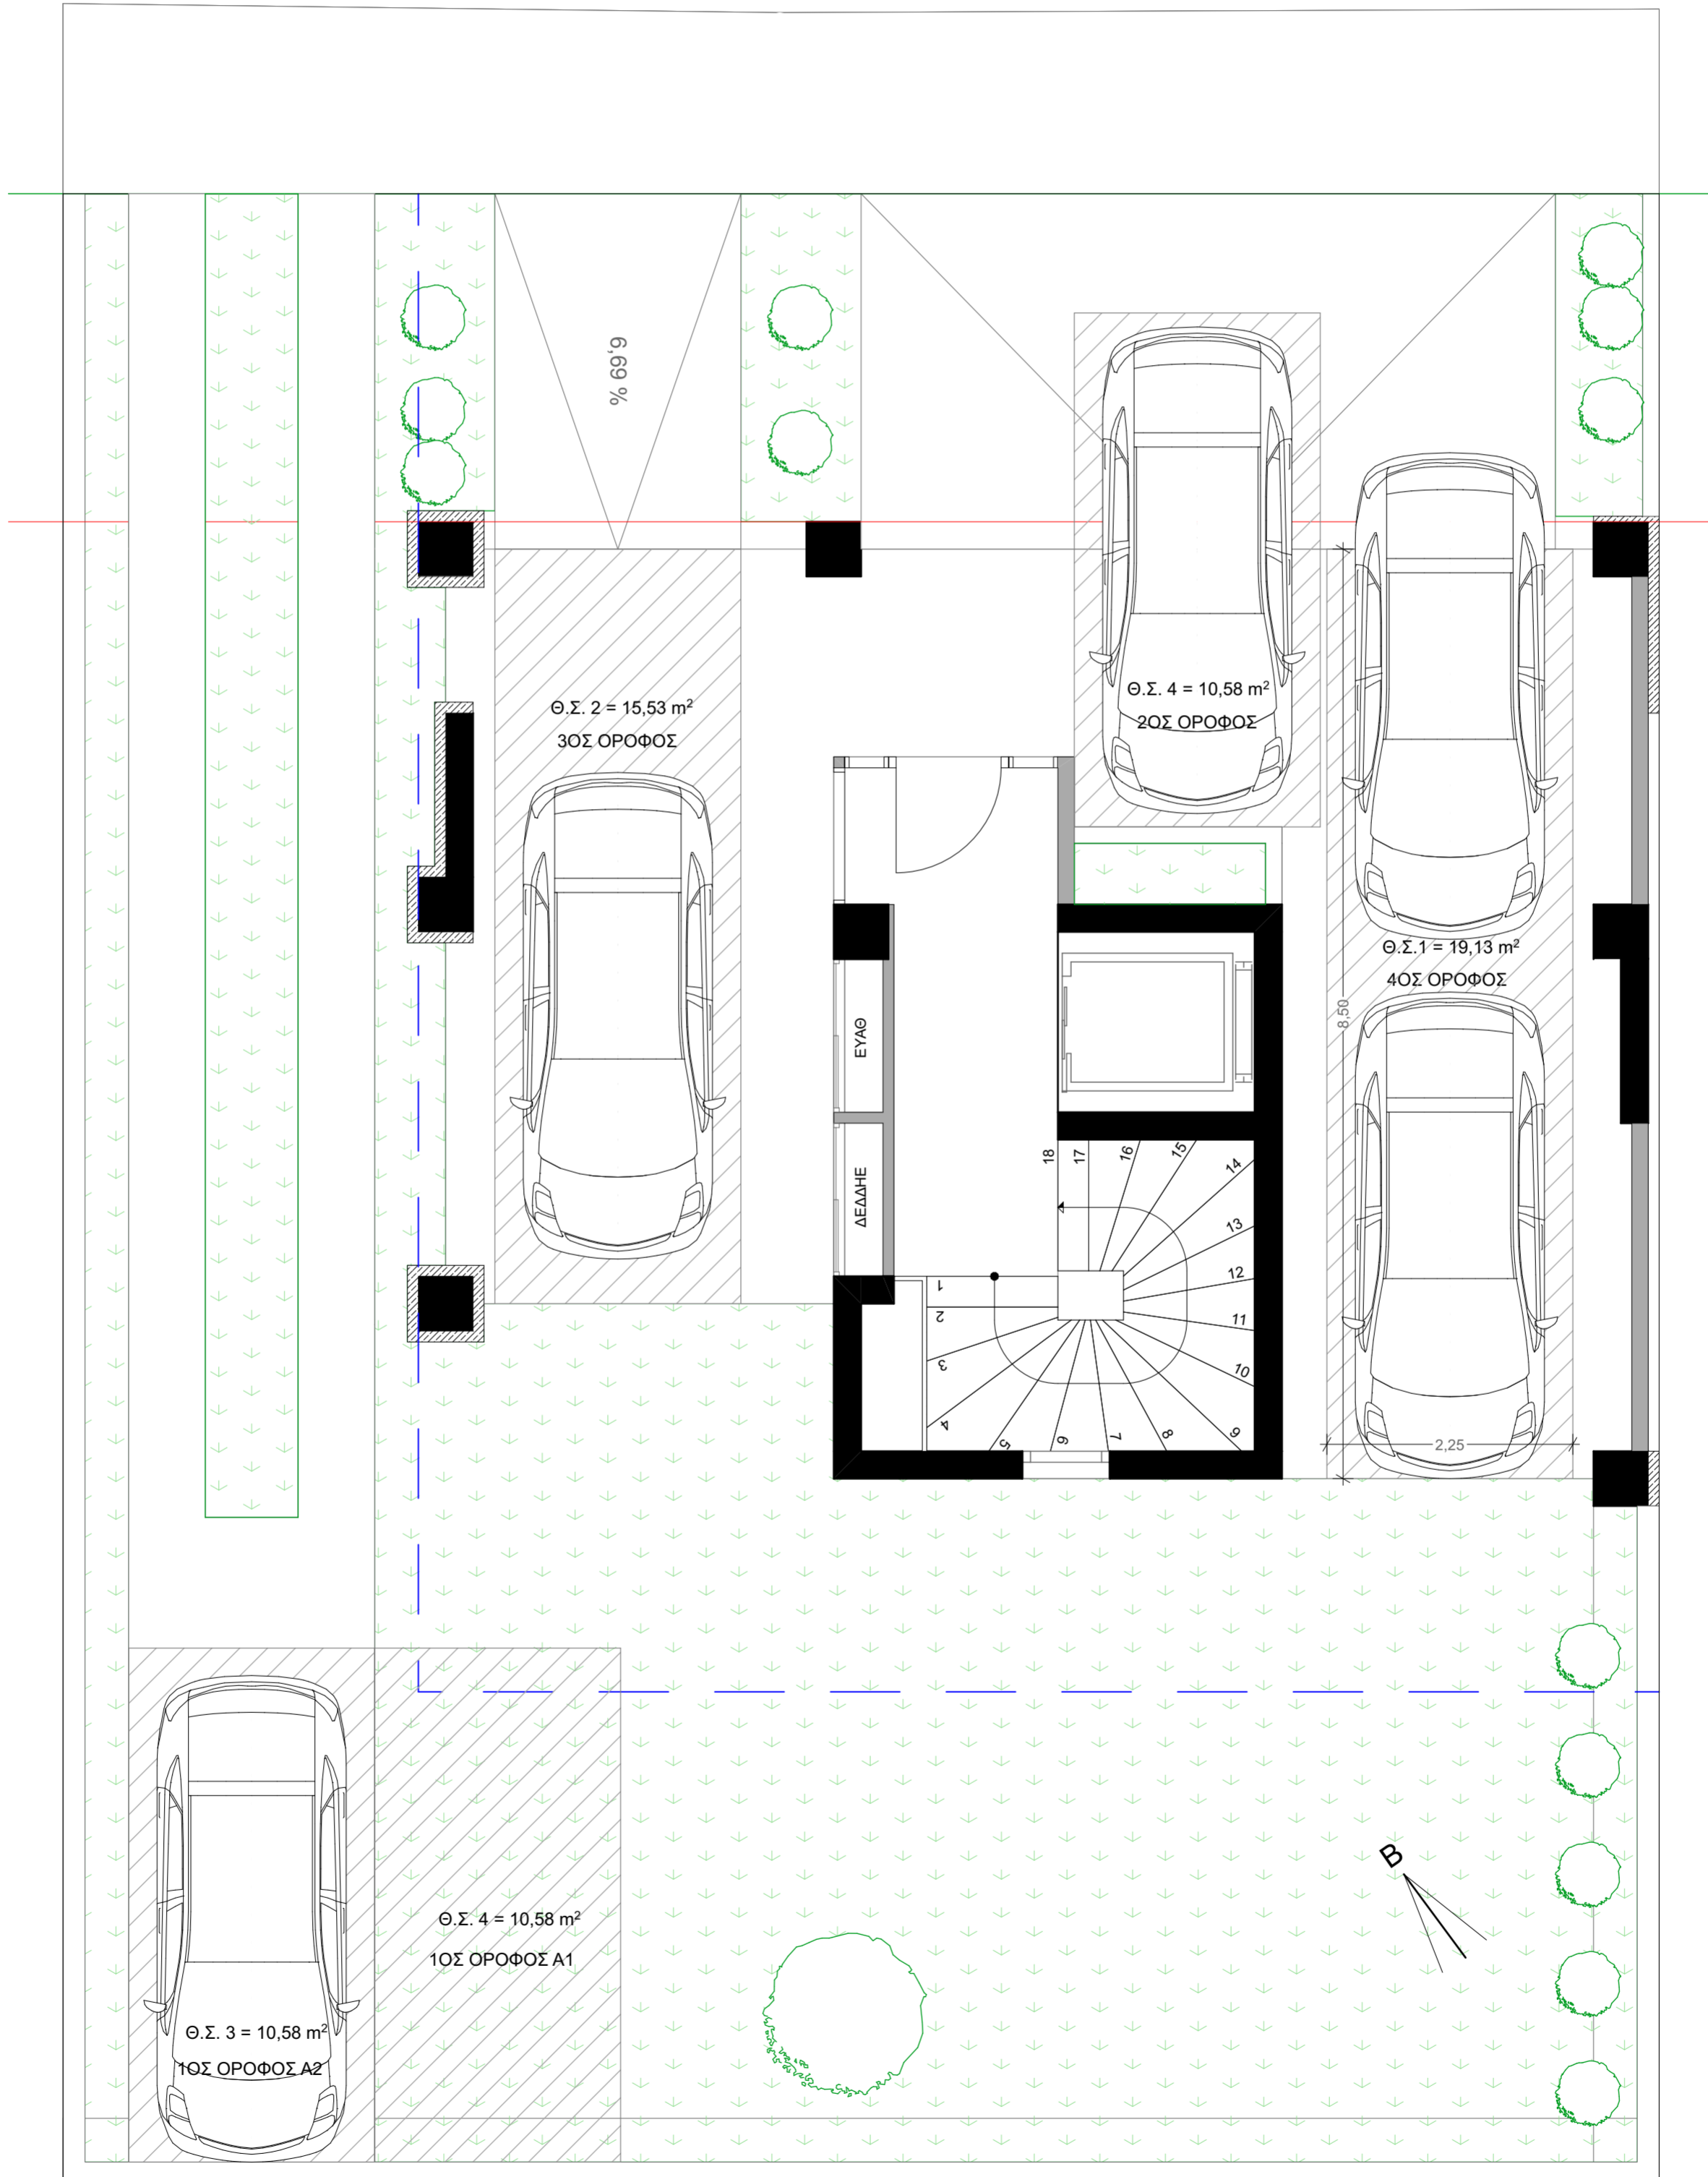 6,69 %
Θ.Σ. 2 = 15,53 m²
3ΟΣ ΟΡΟΦΟΣ
Θ.Σ. 4 = 10,58 m²
2ΟΣ ΟΡΟΦΟΣ
Θ.Σ.1 = 19,13 m²
4ΟΣ ΟΡΟΦΟΣ
8,50
ΕΥΑΘ
ΔΕΔΔΗΕ
18
17
16
15
14
13
12
11
10
9
8
7
6
5
4
3
2
1
2,25
Β
Θ.Σ. 4 = 10,58 m²
1ΟΣ ΟΡΟΦΟΣ Α1
Θ.Σ. 3 = 10,58 m²
1ΟΣ ΟΡΟΦΟΣ Α2